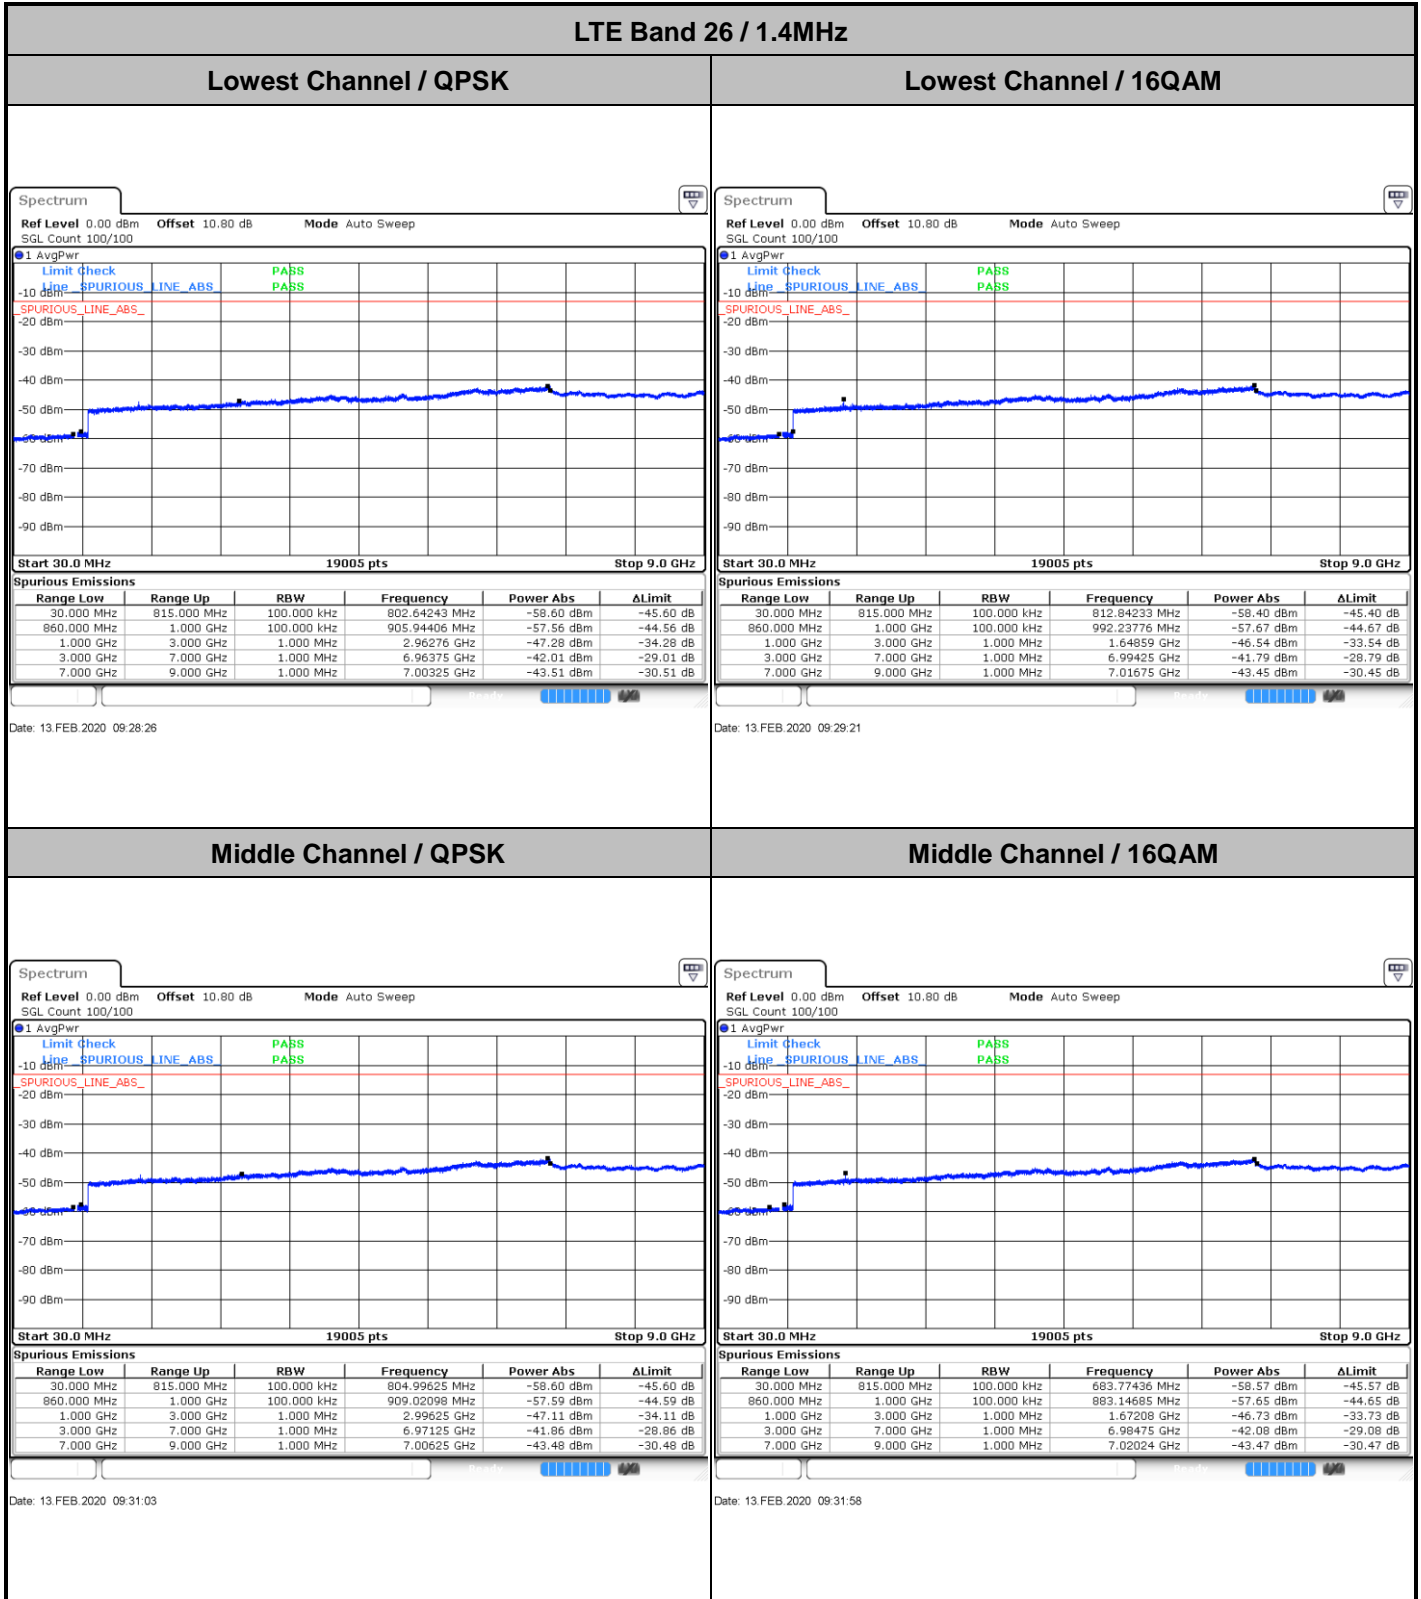 LTE Band 26 / 1.4MHz
Lowest Channel / QPSK
Lowest Channel / 16QAM
Spectrum
Ref Level 0.00 dBm Offset 10.80 dB Mode Auto Sweep
SGL Count 100/100
1 AvgPwr
Limit Check PASS
Line _SPURIOUS_LINE_ABS_ PASS
-10 dBm
_SPURIOUS_LINE_ABS_
-20 dBm
-30 dBm
-40 dBm
-50 dBm
-60 dBm
-70 dBm
-80 dBm
-90 dBm
Start 30.0 MHz 19005 pts Stop 9.0 GHz
Spurious Emissions
Range Low Range Up RBW Frequency Power Abs ΔLimit
30.000 MHz 815.000 MHz 100.000 kHz 802.64243 MHz -58.60 dBm -45.60 dB
860.000 MHz 1.000 GHz 100.000 kHz 905.94406 MHz -57.56 dBm -44.56 dB
1.000 GHz 3.000 GHz 1.000 MHz 2.96276 GHz -47.28 dBm -34.28 dB
3.000 GHz 7.000 GHz 1.000 MHz 6.96375 GHz -42.01 dBm -29.01 dB
7.000 GHz 9.000 GHz 1.000 MHz 7.00325 GHz -43.51 dBm -30.51 dB
Ready
Date: 13.FEB.2020 09:28:26
Spectrum
Ref Level 0.00 dBm Offset 10.80 dB Mode Auto Sweep
SGL Count 100/100
1 AvgPwr
Limit Check PASS
Line _SPURIOUS_LINE_ABS_ PASS
-10 dBm
_SPURIOUS_LINE_ABS_
-20 dBm
-30 dBm
-40 dBm
-50 dBm
-60 dBm
-70 dBm
-80 dBm
-90 dBm
Start 30.0 MHz 19005 pts Stop 9.0 GHz
Spurious Emissions
Range Low Range Up RBW Frequency Power Abs ΔLimit
30.000 MHz 815.000 MHz 100.000 kHz 812.84233 MHz -58.40 dBm -45.40 dB
860.000 MHz 1.000 GHz 100.000 kHz 992.23776 MHz -57.67 dBm -44.67 dB
1.000 GHz 3.000 GHz 1.000 MHz 1.64859 GHz -46.54 dBm -33.54 dB
3.000 GHz 7.000 GHz 1.000 MHz 6.99425 GHz -41.79 dBm -28.79 dB
7.000 GHz 9.000 GHz 1.000 MHz 7.01675 GHz -43.45 dBm -30.45 dB
Ready
Date: 13.FEB.2020 09:29:21
Middle Channel / QPSK
Middle Channel / 16QAM
Spectrum
Ref Level 0.00 dBm Offset 10.80 dB Mode Auto Sweep
SGL Count 100/100
1 AvgPwr
Limit Check PASS
Line _SPURIOUS_LINE_ABS_ PASS
-10 dBm
_SPURIOUS_LINE_ABS_
-20 dBm
-30 dBm
-40 dBm
-50 dBm
-60 dBm
-70 dBm
-80 dBm
-90 dBm
Start 30.0 MHz 19005 pts Stop 9.0 GHz
Spurious Emissions
Range Low Range Up RBW Frequency Power Abs ΔLimit
30.000 MHz 815.000 MHz 100.000 kHz 804.99625 MHz -58.60 dBm -45.60 dB
860.000 MHz 1.000 GHz 100.000 kHz 909.02098 MHz -57.59 dBm -44.59 dB
1.000 GHz 3.000 GHz 1.000 MHz 2.99625 GHz -47.11 dBm -34.11 dB
3.000 GHz 7.000 GHz 1.000 MHz 6.97125 GHz -41.86 dBm -28.86 dB
7.000 GHz 9.000 GHz 1.000 MHz 7.00625 GHz -43.48 dBm -30.48 dB
Ready
Date: 13.FEB.2020 09:31:03
Spectrum
Ref Level 0.00 dBm Offset 10.80 dB Mode Auto Sweep
SGL Count 100/100
1 AvgPwr
Limit Check PASS
Line _SPURIOUS_LINE_ABS_ PASS
-10 dBm
_SPURIOUS_LINE_ABS_
-20 dBm
-30 dBm
-40 dBm
-50 dBm
-60 dBm
-70 dBm
-80 dBm
-90 dBm
Start 30.0 MHz 19005 pts Stop 9.0 GHz
Spurious Emissions
Range Low Range Up RBW Frequency Power Abs ΔLimit
30.000 MHz 815.000 MHz 100.000 kHz 683.77436 MHz -58.57 dBm -45.57 dB
860.000 MHz 1.000 GHz 100.000 kHz 883.14685 MHz -57.65 dBm -44.65 dB
1.000 GHz 3.000 GHz 1.000 MHz 1.67208 GHz -46.73 dBm -33.73 dB
3.000 GHz 7.000 GHz 1.000 MHz 6.98475 GHz -42.08 dBm -29.08 dB
7.000 GHz 9.000 GHz 1.000 MHz 7.02024 GHz -43.47 dBm -30.47 dB
Ready
Date: 13.FEB.2020 09:31:58